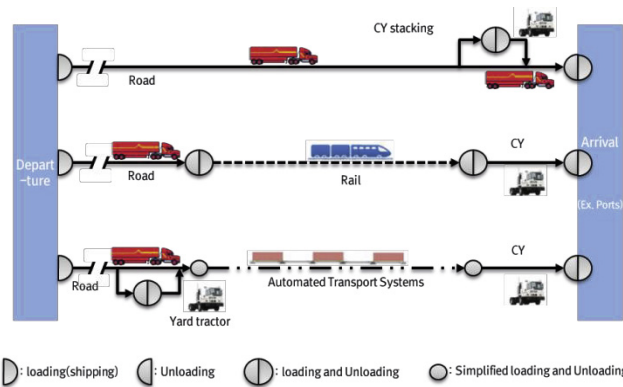 CY stacking
Road
Depart
-ture
Arrival
(Ex. Ports)
Road
Rail
CY
Road
Yard tractor
Automated Transport Systems
CY
: loading(shipping)
: Unloading
: loading and Unloading
: Simplified loading and Unloading